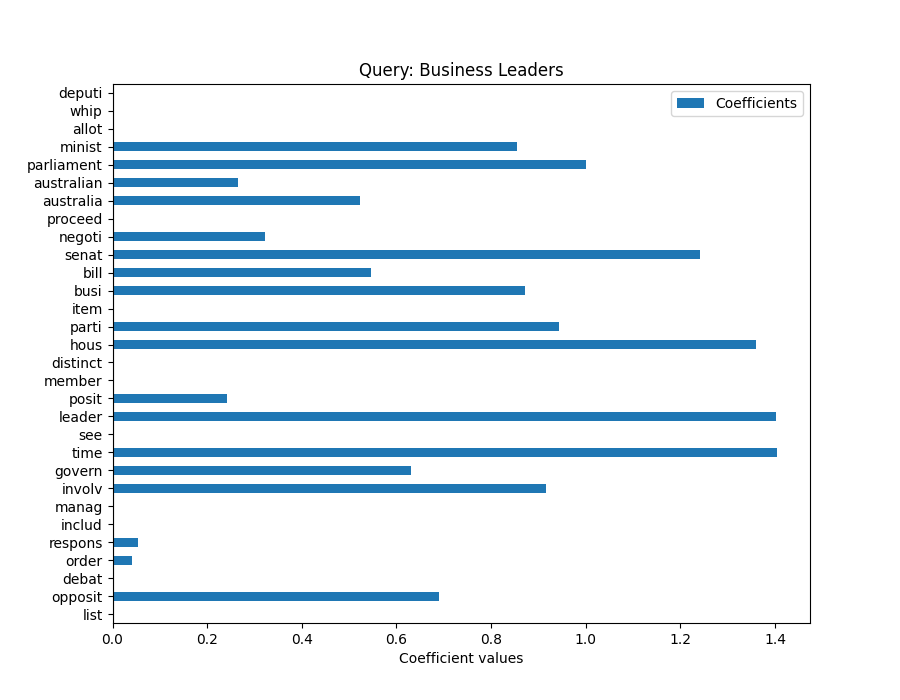 Query: Business Leaders
Coefficients
deputi
whip
allot
minist
parliament
australian
australia
proceed
negoti
senat
bill
busi
item
parti
hous
distinct
member
posit
leader
see
time
govern
involv
manag
includ
respons
order
debat
opposit
list
0.0 0.2 0.4 0.6 0.8 1.0 1.2 1.4
Coefficient values